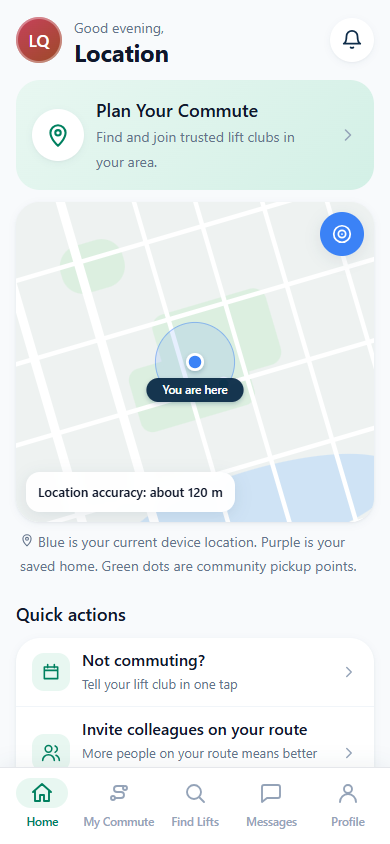 LQ
Good evening,
Location
Plan Your Commute
Find and join trusted lift clubs in
your area.
You are here
Location accuracy: about 120 m
Blue is your current device location. Purple is your
saved home. Green dots are community pickup points.
Quick actions
Not commuting?
Tell your lift club in one tap
Invite colleagues on your route
More people on your route means better
Home
My Commute
Find Lifts
Messages
Profile